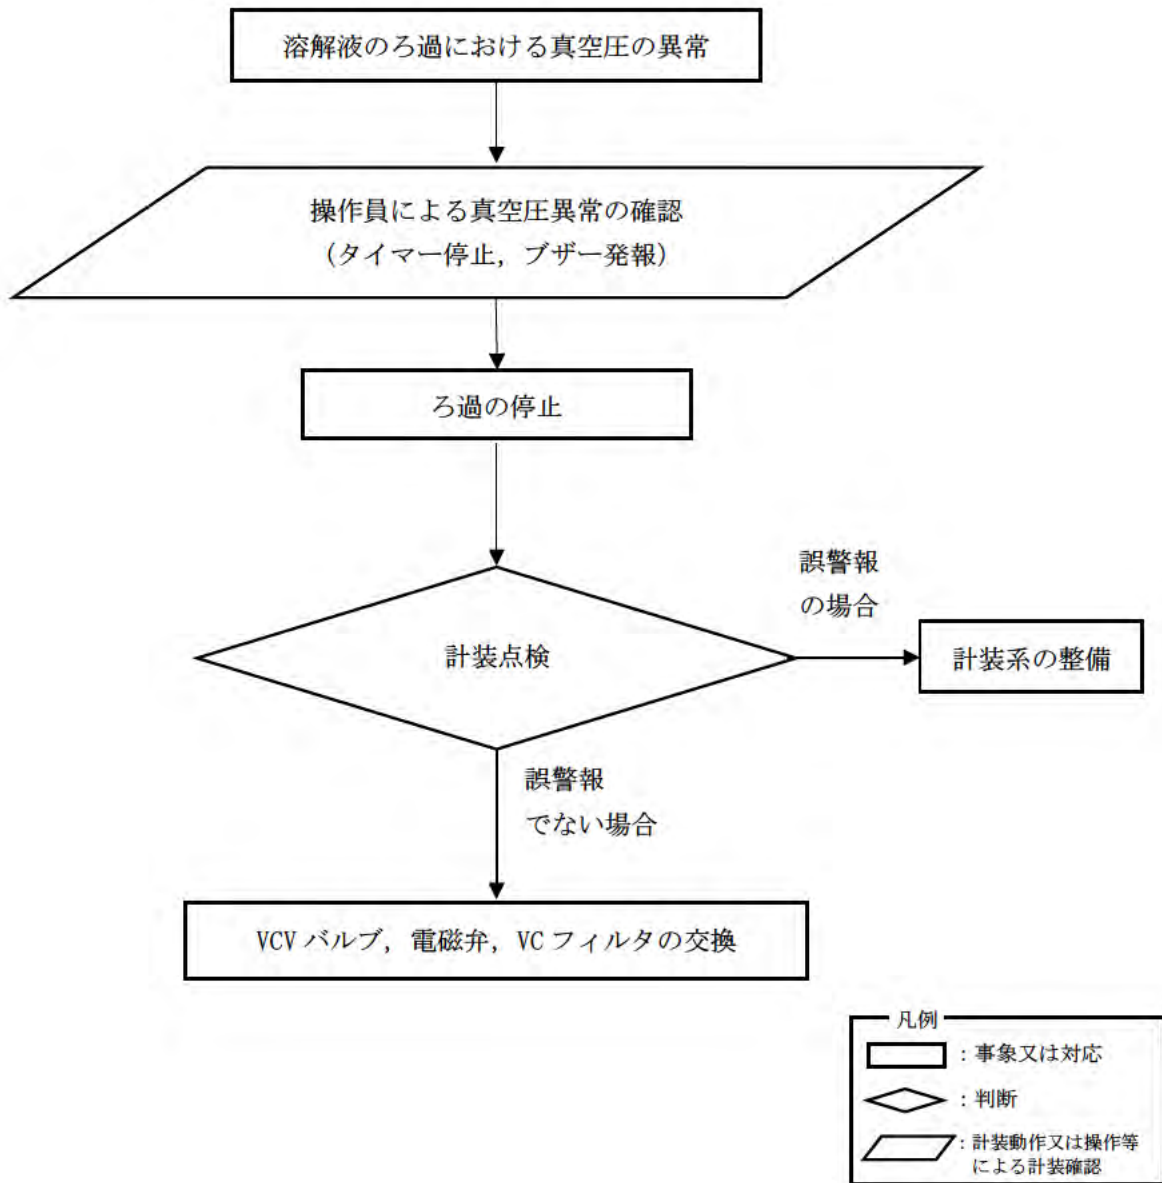 溶解液のろ過における真空圧の異常
操作員による真空圧異常の確認
（タイマー停止，ブザー発報）
ろ過の停止
計装点検
誤警報
の場合
計装系の整備
誤警報
でない場合
VCV バルブ，電磁弁，VC フィルタの交換
凡例
：事象又は対応
：判断
：計装動作又は操作等
による計装確認